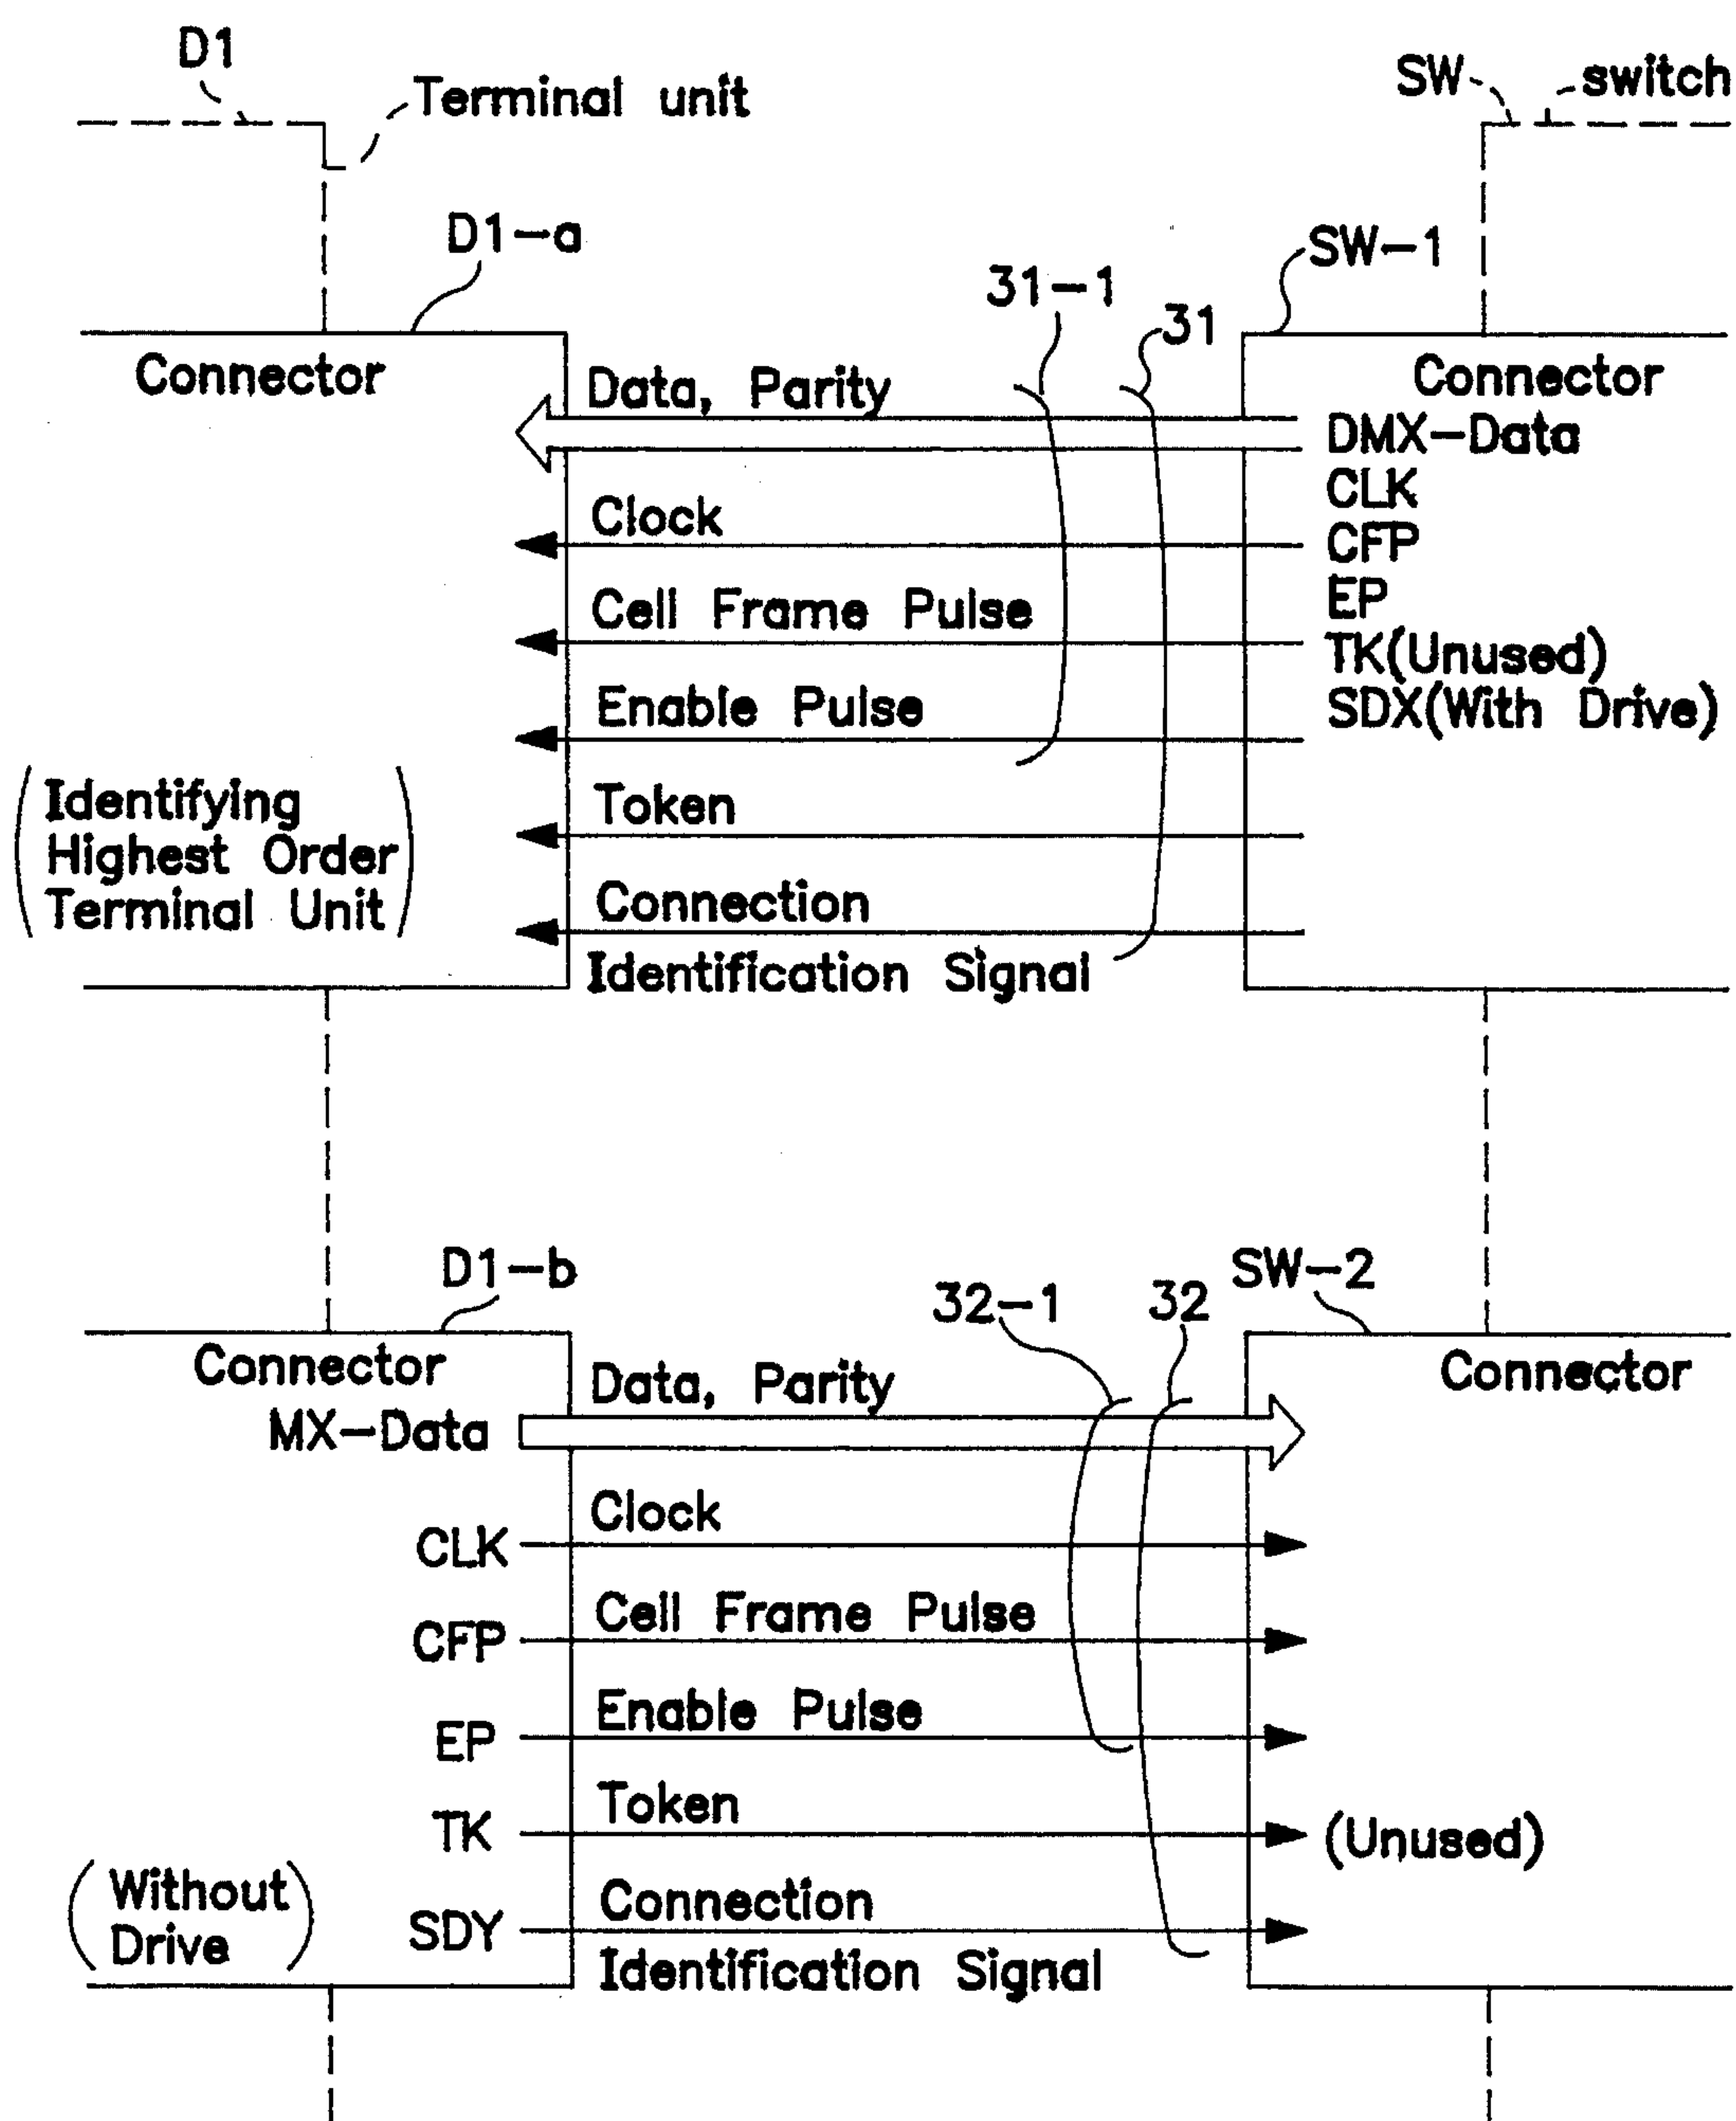 D1
Terminal unit
SW
switch
D1-a
SW-1
31-1
31
Connector
Connector
Data, Parity
DMX-Data
CLK
Clock
CFP
Cell Frame Pulse
EP
TK(Unused)
Enable Pulse
SDX(With Drive)
Identifying
Highest Order
Terminal Unit
Token
Connection
Identification Signal
D1-b
SW-2
32-1
32
Connector
Connector
Data, Parity
MX-Data
Clock
CLK
Cell Frame Pulse
CFP
Enable Pulse
EP
Token
TK
(Unused)
Without
Drive
Connection
SDY
Identification Signal